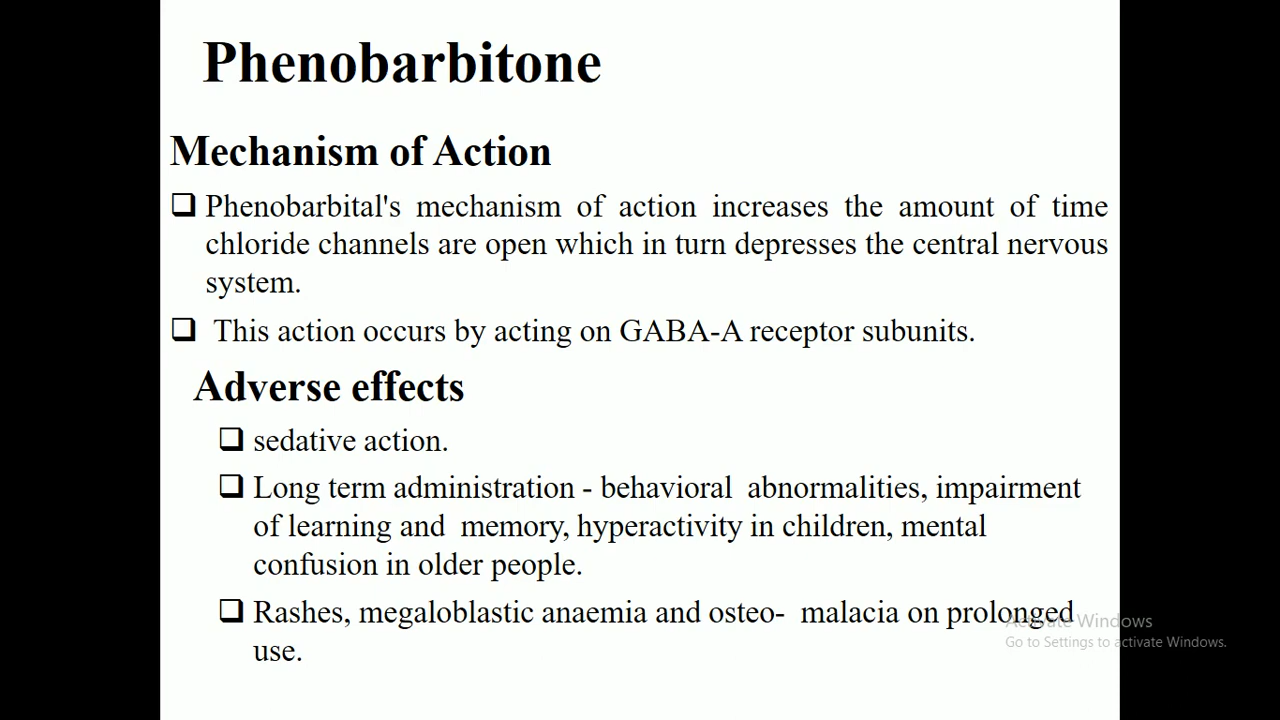 Phenobarbitone
Mechanism of Action
❑ Phenobarbital's mechanism of action increases the amount of time
chloride channels are open which in turn depresses the central nervous
system.
❑ This action occurs by acting on GABA-A receptor subunits.
Adverse effects
❑ sedative action.
❑ Long term administration - behavioral abnormalities, impairment
of learning and memory, hyperactivity in children, mental
confusion in older people.
❑ Rashes, megaloblastic anaemia and osteo- malacia on prolonged
use.
Activate Windows
Go to Settings to activate Windows.